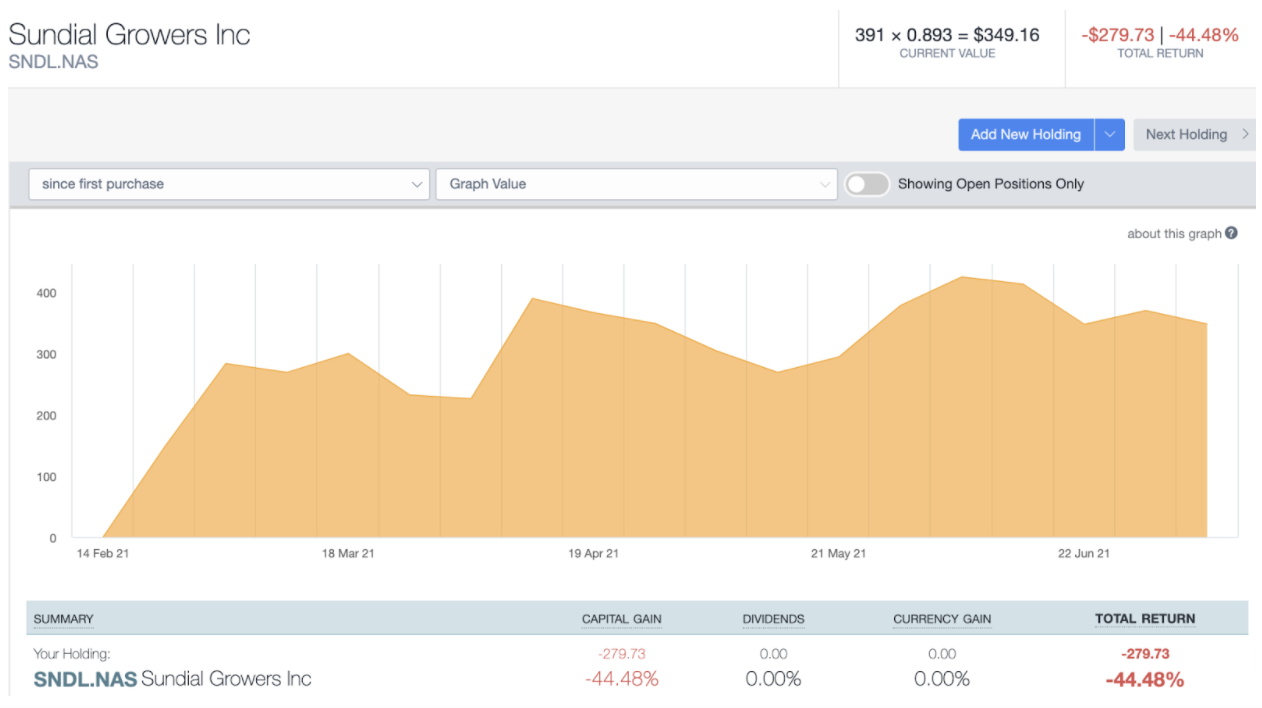 Sundial Growers Inc
SNDL.NAS
391 × 0.893 = $349.16
CURRENT VALUE
-$279.73 | -44.48%
TOTAL RETURN
Add New Holding
Next Holding
since first purchase
Graph Value
Showing Open Positions Only
about this graph ?
400
300
200
100
0
14 Feb 21 18 Mar 21 19 Apr 21 21 May 21 22 Jun 21
SUMMARY CAPITAL GAIN DIVIDENDS CURRENCY GAIN TOTAL RETURN
Your Holding: -279.73 0.00 0.00 -279.73
SNDL.NAS Sundial Growers Inc -44.48% 0.00% 0.00% -44.48%